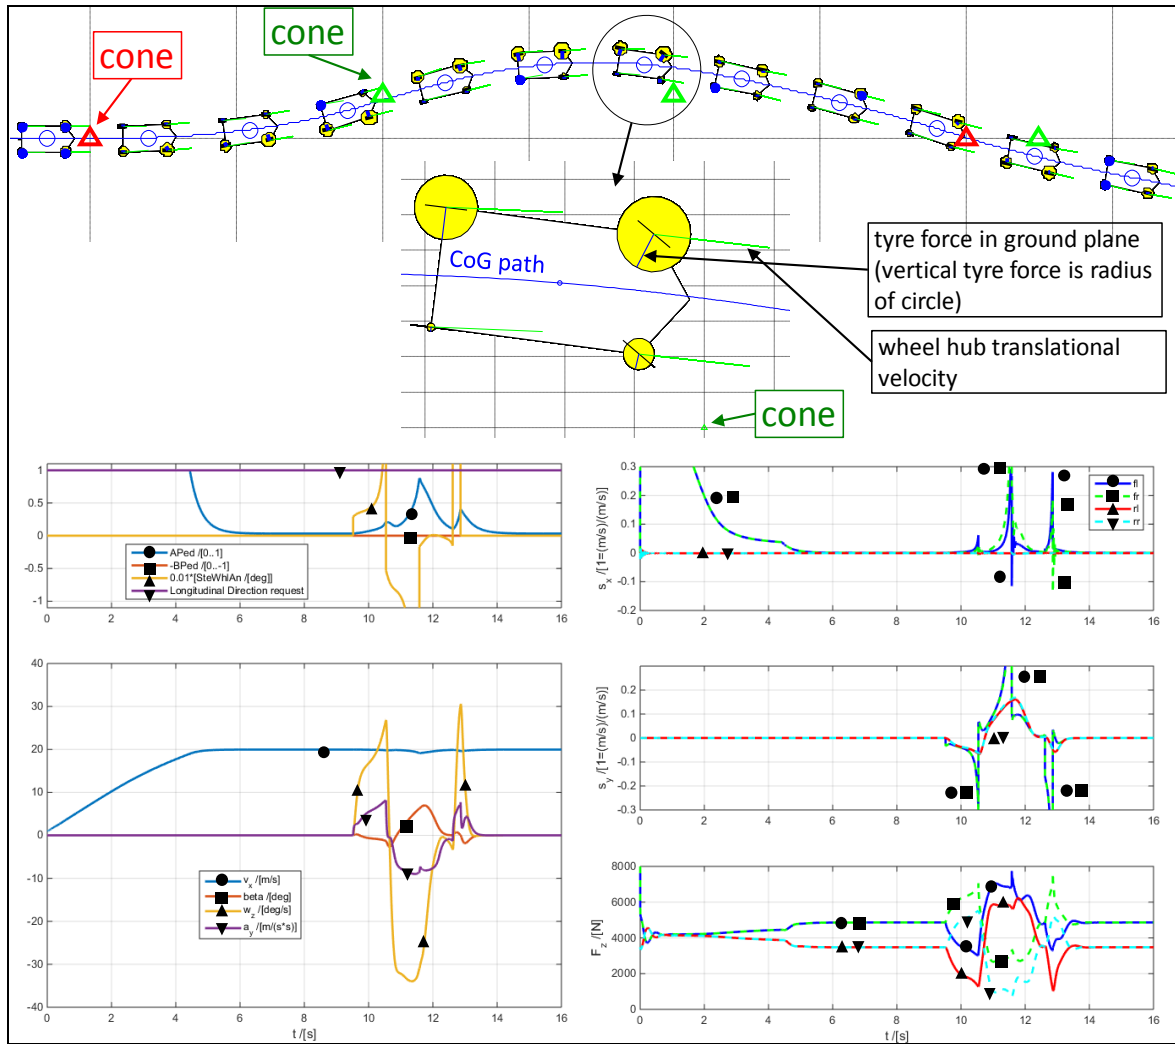 cone
cone
CoG path
tyre force in ground plane
(vertical tyre force is radius
of circle)
wheel hub translational
velocity
cone
1
0.5
0
-0.5
-1
APed /[0..1]
-BPed /[0..-1]
0.01*[SteWhlAn /[deg]]
Longitudinal Direction request
0 2 4 6 8 10 12 14 16
s_x /[1=(m/s)/(m/s)]
0.3
0.2
0.1
0
-0.1
-0.2
fl
fr
rl
rr
0 2 4 6 8 10 12 14 16
40
30
20
10
0
-10
-20
-30
-40
v_x /[m/s]
beta /[deg]
w_z /[deg/s]
a_y /[m/(s*s)]
0 2 4 6 8 10 12 14 16
t /[s]
s_y /[1=(m/s)/(m/s)]
0.2
0.1
0
-0.1
-0.2
-0.3
0 2 4 6 8 10 12 14 16
F_z /[N]
8000
6000
4000
2000
0
0 2 4 6 8 10 12 14 16
t /[s]